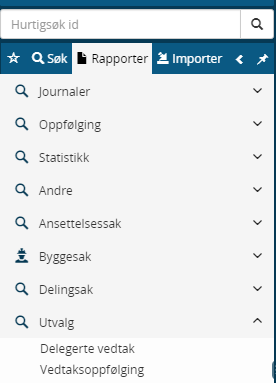 Hurtigsøk id
Søk Rapporter Importer
Journaler
Oppfølging
Statistikk
Andre
Ansettelsessak
Byggesak
Delingsak
Utvalg
Delegerte vedtak
Vedtaksoppfølging